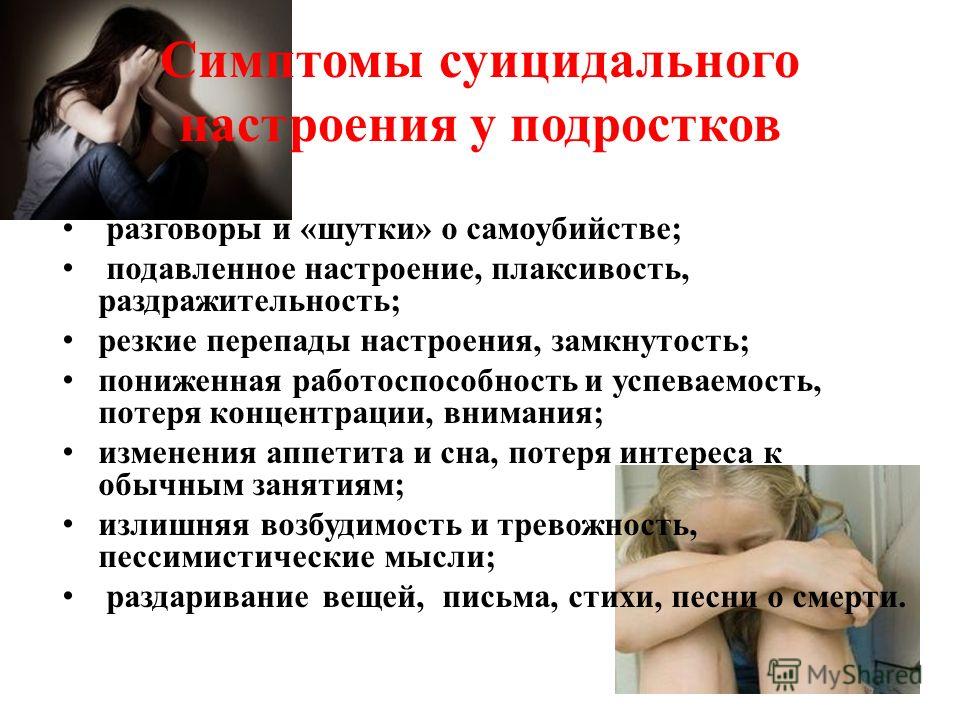 Симптомы суицидального
настроения у подростков
• разговоры и «шутки» о самоубийстве;
• подавленное настроение, плаксивость,
раздражительность;
• резкие перепады настроения, замкнутость;
• пониженная работоспособность и успеваемость,
потеря концентрации, внимания;
• изменения аппетита и сна, потеря интереса к
обычным занятиям;
• излишняя возбудимость и тревожность,
пессимистические мысли;
• раздаривание вещей, письма, стихи, песни о смерти.
MyShared